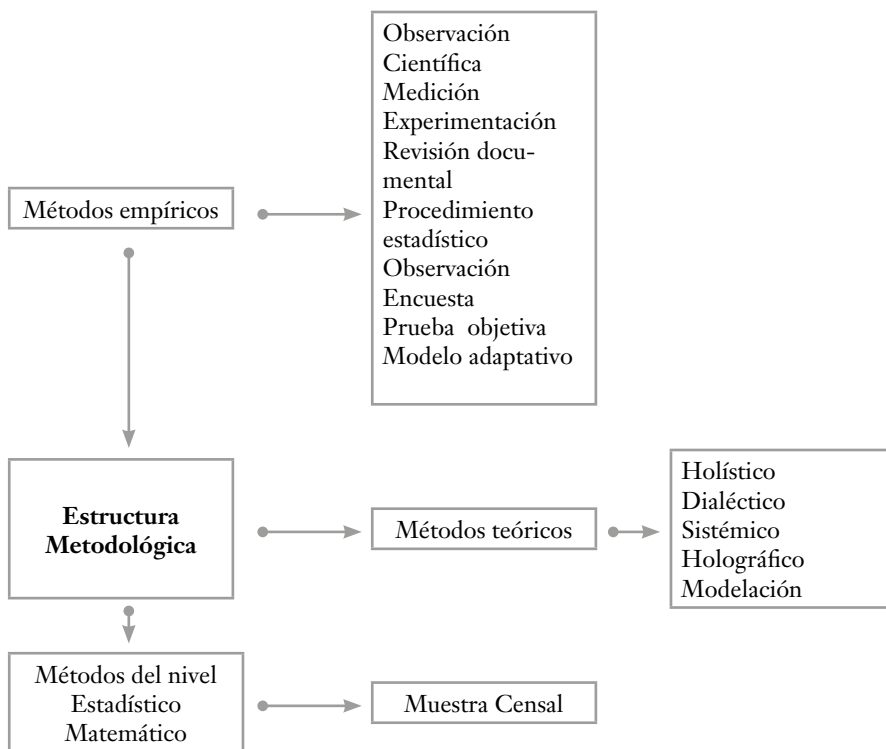 Observación
Científica
Medición
Experimentación
Revisión docu-
mental
Procedimiento
estadístico
Observación
Encuesta
Prueba  objetiva
Modelo adaptativo
Métodos empíricos
Estructura
Metodológica
Métodos teóricos
Holístico
Dialéctico
Sistémico
Holográfico
Modelación
Métodos del nivel
Estadístico
Matemático
Muestra Censal